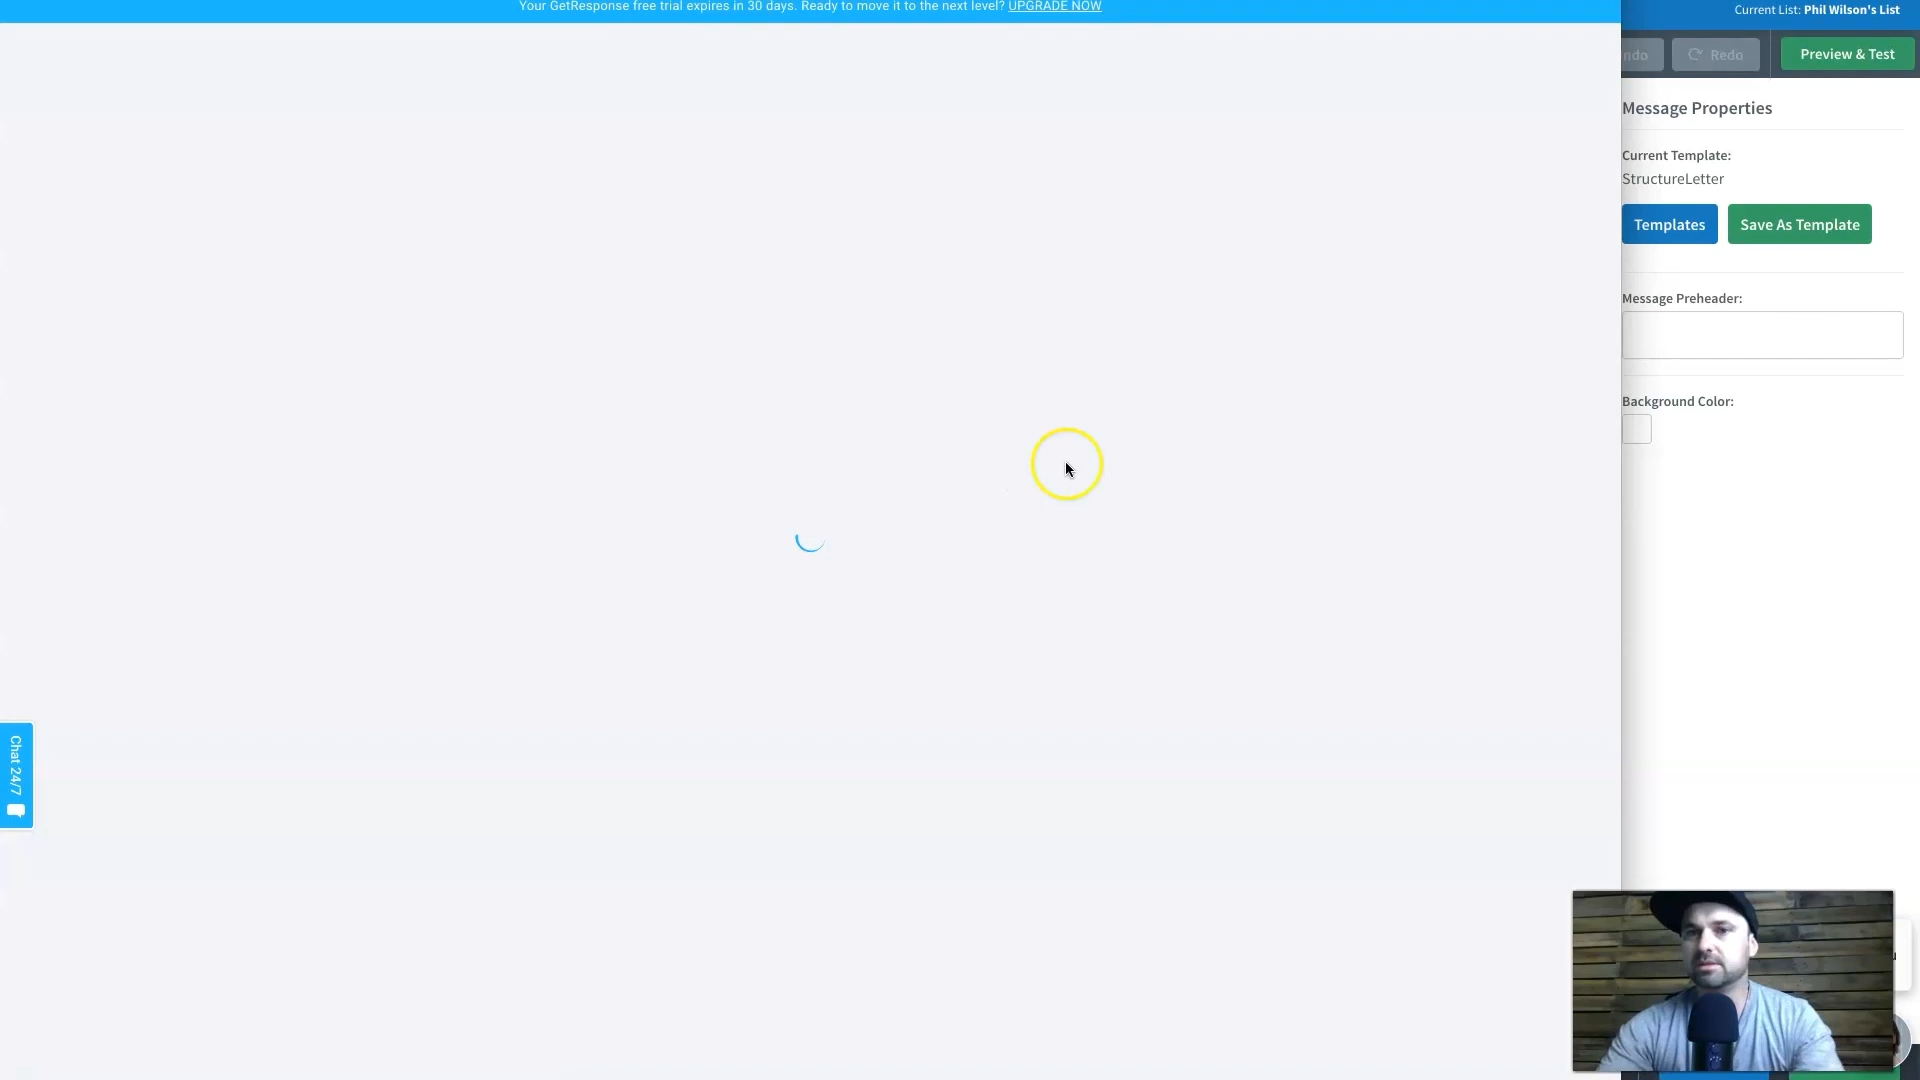 Your GetResponse free trial expires in 30 days. Ready to move it to the next level? UPGRADE NOW
Current List: Phil Wilson's List
ndo
Redo
Preview & Test
Message Properties
Current Template:
StructureLetter
Templates
Save As Template
Message Preheader:
Background Color:
Chat 24/7